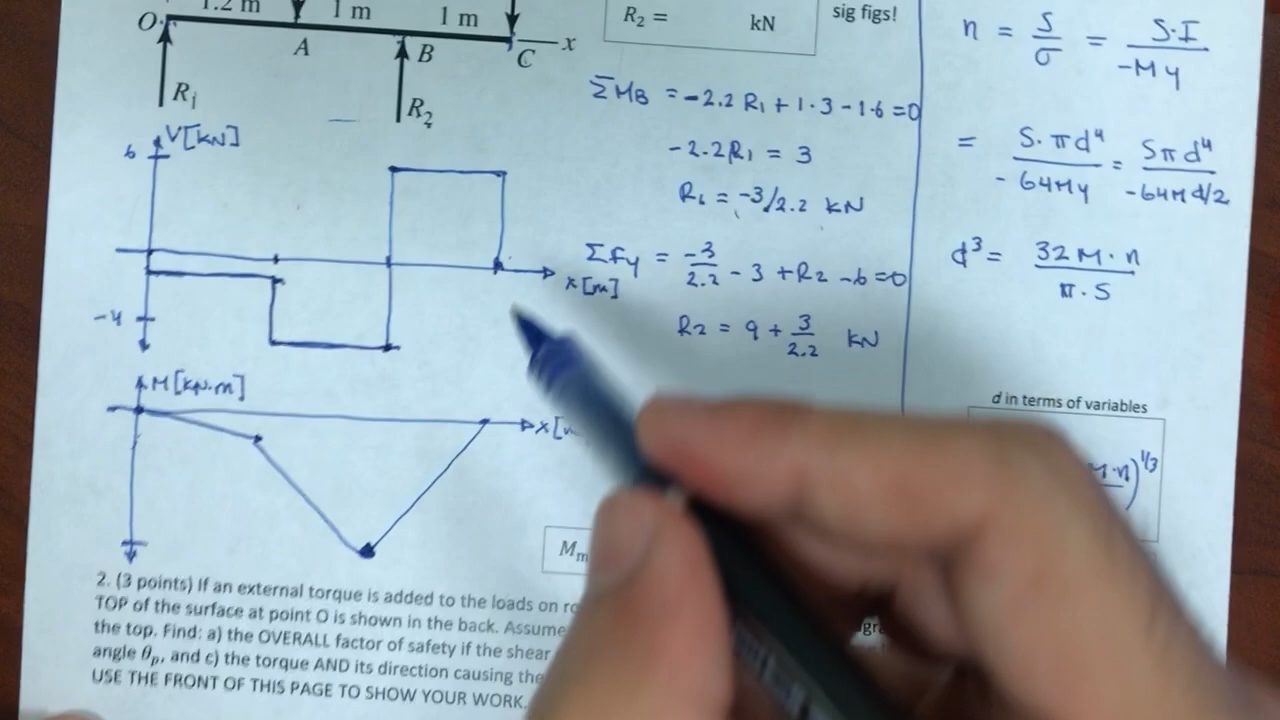 1.2 m
1 m
1 m
O
A
B
C
x
R₁
R₂
R₂ = kN
sig figs!
V[kN]
6
-4
x[m]
M[kN·m]
x[
ΣMB = -2.2 R₁ + 1·3 - 1·6 = 0
-2.2R₁ = 3
R₁ = -3/2.2 kN
ΣFy = -3/2.2 - 3 + R₂ - 6 = 0
R₂ = 9 + 3/2.2 kN
n = S/σ = S·I/-My
= S·πd⁴/-64My = Sπd⁴/-64Md/2
d³ = 32M·n/π·S
d in terms of variables
M·n)^1/3
Mm
2. (3 points) If an external torque is added to the loads on
TOP of the surface at point O is shown in the back. Assume
the top. Find: a) the OVERALL factor of safety if the shear
angle θp, and c) the torque AND its direction causing the
USE THE FRONT OF THIS PAGE TO SHOW YOUR WORK.